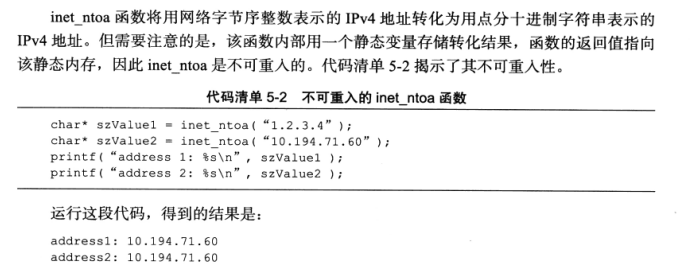 inet_ntoa 函数将用网络字节序整数表示的 IPv4 地址转化为用点分十进制字符串表示的
IPv4 地址。但需要注意的是，该函数内部用一个静态变量存储转化结果，函数的返回值指向
该静态内存，因此 inet_ntoa 是不可重入的。代码清单 5-2 揭示了其不可重入性。
代码清单 5-2 不可重入的 inet_ntoa 函数
char* szValue1 = inet_ntoa( “1.2.3.4” );
char* szValue2 = inet_ntoa( “10.194.71.60” );
printf( “address 1: %s\n”, szValue1 );
printf( “address 2: %s\n”, szValue2 );
运行这段代码，得到的结果是：
address1: 10.194.71.60
address2: 10.194.71.60